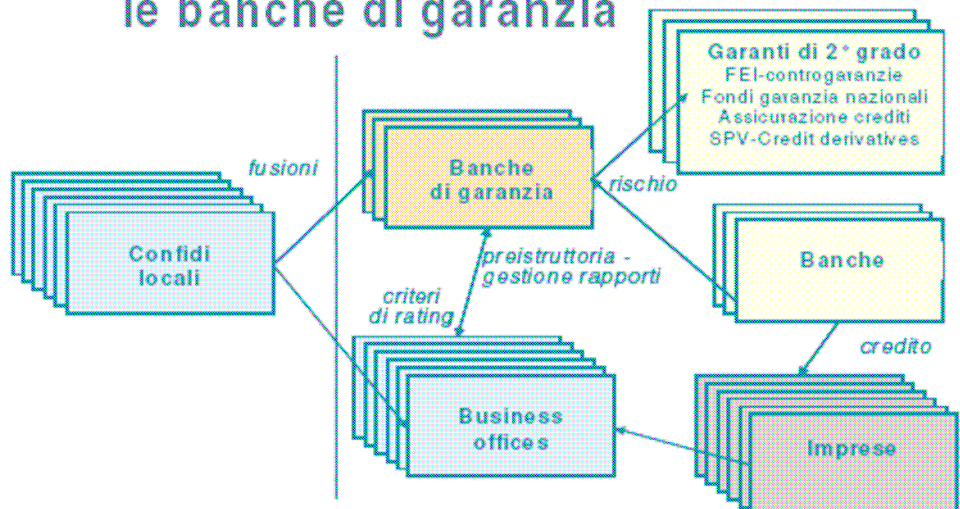 le banche di garanzia
Garanti di 2° grado
FEI-controgaranzie
Fondi garanzia nazionali
Assicurazione crediti
SPV-Credit derivatives
fusioni
Banche
di garanzia
rischio
Confidi
locali
preistruttoria -
gestione rapporti
Banche
criteri
di rating
credito
Business
offices
Imprese